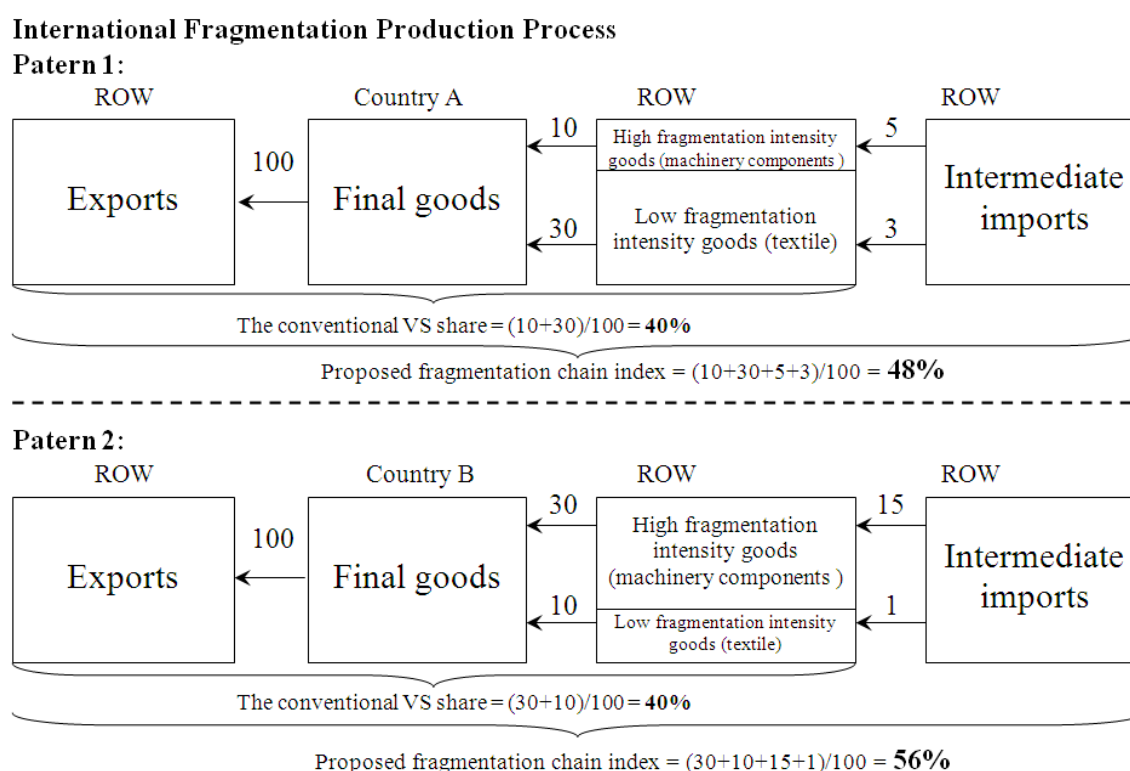 International Fragmentation Production Process
Patern 1:
ROW
Country A
ROW
ROW
Exports
100
Final goods
10
30
High fragmentation intensity
goods (machinery components )
Low fragmentation
intensity goods (textile)
5
3
Intermediate
imports
The conventional VS share = (10+30)/100 = 40%
Proposed fragmentation chain index = (10+30+5+3)/100 = 48%
Patern 2:
ROW
Country B
ROW
ROW
Exports
100
Final goods
30
10
High fragmentation
intensity goods
(machinery components )
Low fragmentation intensity
goods (textile)
15
1
Intermediate
imports
The conventional VS share = (30+10)/100 = 40%
Proposed fragmentation chain index = (30+10+15+1)/100 = 56%